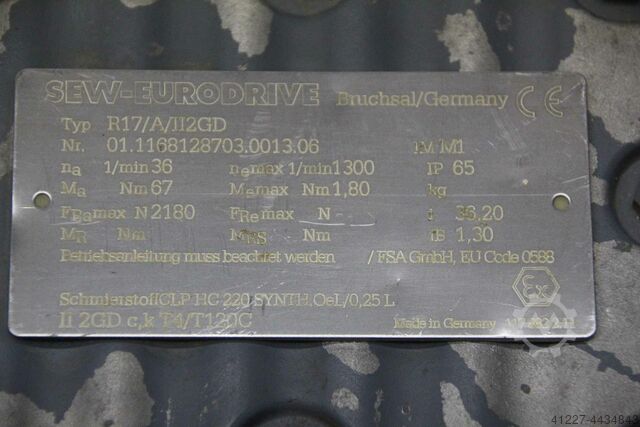 SEW-EURODRIVE Bruchsal/Germany CE
Typ R17/A/II2GD
Nr. 01.1168128703.0013.06 IM M1
na 1/min 36 nemax 1/min 1300 IP 65
Ma Nm 67 Memax Nm 1,80 kg
FRamax N 2180 FRemax N i 36,20
MR Nm MRS Nm fB 1,30
Betriebsanleitung muss beachtet werden / FSA GmbH, EU Code 0588
Ex
Schmierstoff CLP HC 220 SYNTH.Oel/0,25 L
II 2GD c,k T4/T120C Made in Germany
41227-4434843